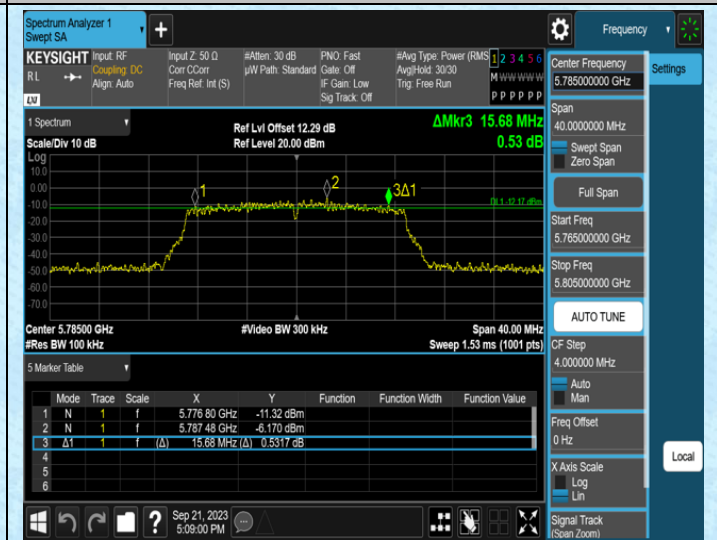 Spectrum Analyzer 1
Swept SA
Frequency
KEYSIGHT
RL
LXI
Input: RF
Coupling: DC
Align: Auto
Input Z: 50 Ω
Corr CCorr
Freq Ref: Int (S)
#Atten: 30 dB
µW Path: Standard
PNO: Fast
Gate: Off
IF Gain: Low
Sig Track: Off
#Avg Type: Power (RMS
Avg|Hold: 30/30
Trig: Free Run
1 2 3 4 5 6
M W W W W W
P P P P P P
Center Frequency
5.785000000 GHz
Settings
1 Spectrum
Scale/Div 10 dB
Ref Lvl Offset 12.29 dB
Ref Level 20.00 dBm
ΔMkr3 15.68 MHz
0.53 dB
Span
40.0000000 MHz
Swept Span
Zero Span
Full Span
Log
10.0
0.00
-10.0
-20.0
-30.0
-40.0
-50.0
-60.0
-70.0
1
2
3Δ1
DL1 -12.17 dBm
Start Freq
5.765000000 GHz
Stop Freq
5.805000000 GHz
AUTO TUNE
Center 5.78500 GHz
#Video BW 300 kHz
Span 40.00 MHz
#Res BW 100 kHz
Sweep 1.53 ms (1001 pts)
CF Step
4.000000 MHz
Auto
Man
5 Marker Table
Mode Trace Scale X Y Function Function Width Function Value
1 N 1 f 5.776 80 GHz -11.32 dBm
2 N 1 f 5.787 48 GHz -6.170 dBm
3 Δ1 1 f (Δ) 15.68 MHz (Δ) 0.5317 dB
4
5
6
Freq Offset
0 Hz
Local
X Axis Scale
Log
Lin
Signal Track
(Span Zoom)
?
Sep 21, 2023
5:09:00 PM